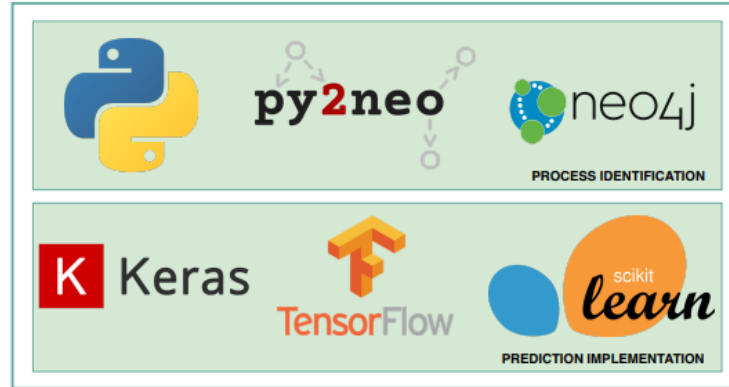 py2neo
neo4j
PROCESS IDENTIFICATION
K Keras
TensorFlow
scikit
learn
PREDICTION IMPLEMENTATION